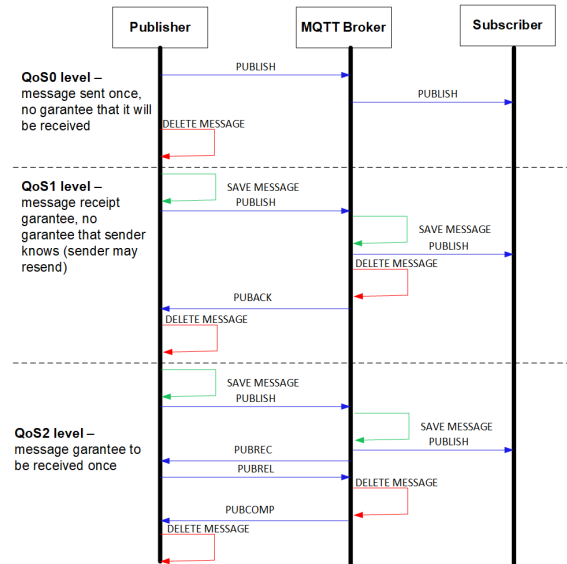 Publisher
MQTT Broker
Subscriber
QoS0 level –
message sent once,
no garantee that it will
be received
PUBLISH
PUBLISH
DELETE MESSAGE
QoS1 level –
message receipt
garantee, no
garantee that sender
knows (sender may
resend)
SAVE MESSAGE
PUBLISH
SAVE MESSAGE
PUBLISH
DELETE MESSAGE
PUBACK
DELETE MESSAGE
QoS2 level –
message garantee to
be received once
SAVE MESSAGE
PUBLISH
SAVE MESSAGE
PUBLISH
PUBREC
PUBREL
DELETE MESSAGE
PUBCOMP
DELETE MESSAGE